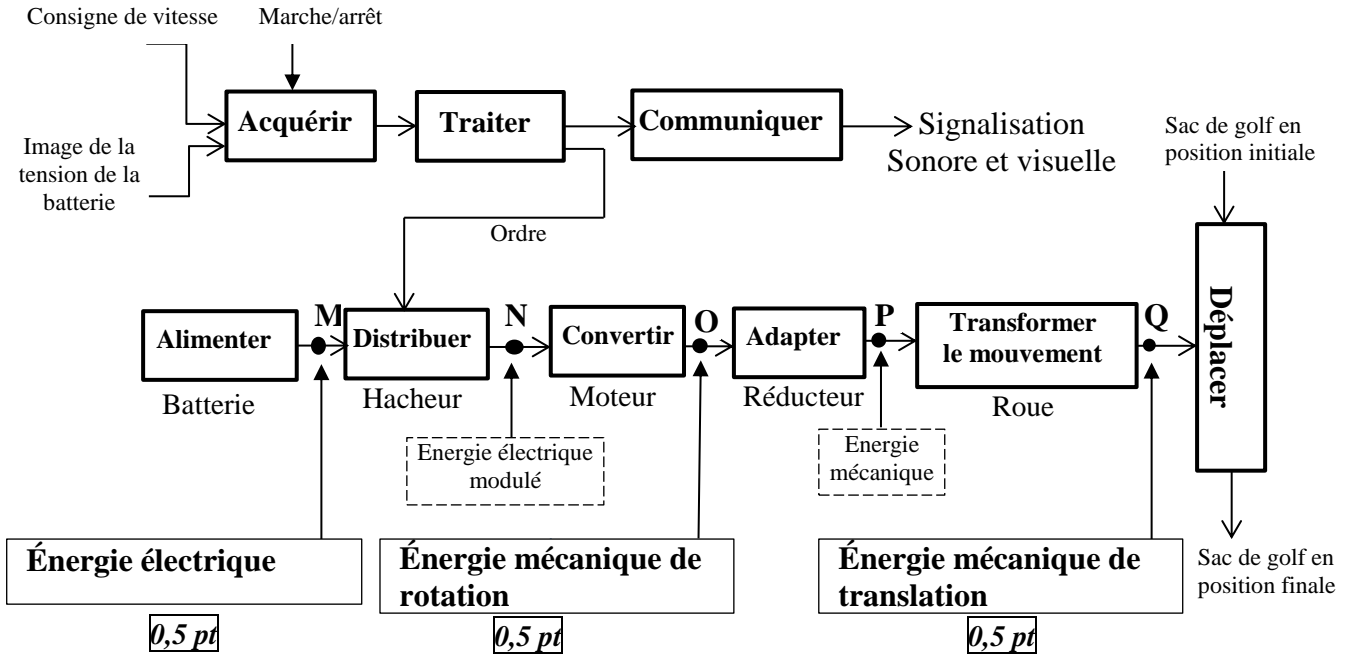 Consigne de vitesse
Marche/arrêt
Acquérir
Traiter
Communiquer
Signalisation
Sonore et visuelle
Sac de golf en
position initiale
Image de la
tension de la
batterie
Ordre
Alimenter
M
Distribuer
N
Convertir
O
Adapter
P
Transformer
le mouvement
Q
Déplacer
Batterie
Hacheur
Moteur
Réducteur
Roue
Energie électrique
modulé
Energie
mécanique
Énergie électrique
Énergie mécanique de
rotation
Énergie mécanique de
translation
Sac de golf en
position finale
0,5 pt
0,5 pt
0,5 pt